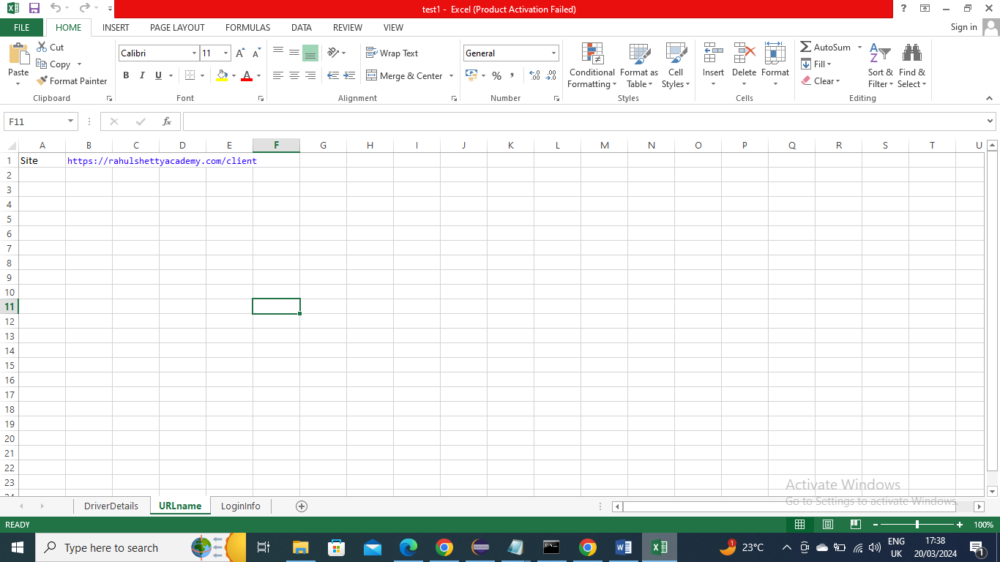 test1 - Excel (Product Activation Failed)
?
FILE HOME INSERT PAGE LAYOUT FORMULAS DATA REVIEW VIEW Sign in
Paste
Cut
Copy
Format Painter
Clipboard
Calibri 11
B I U
Font
Wrap Text
Merge & Center
Alignment
General
%
Number
Conditional Formatting
Format as Table
Cell Styles
Styles
Insert
Delete
Format
Cells
AutoSum
Fill
Clear
Sort & Filter
Find & Select
Editing
F11
fx
A B C D E F G H I J K L M N O P Q R S T U
1 Site https://rahulshettyacademy.com/client
2
3
4
5
6
7
8
9
10
11
12
13
14
15
16
17
18
19
20
21
22
23
24
Activate Windows
Go to Settings to activate Windows.
DriverDetails URLname LoginInfo
READY 100%
Type here to search
23°C
ENG
UK
17:38
20/03/2024
1